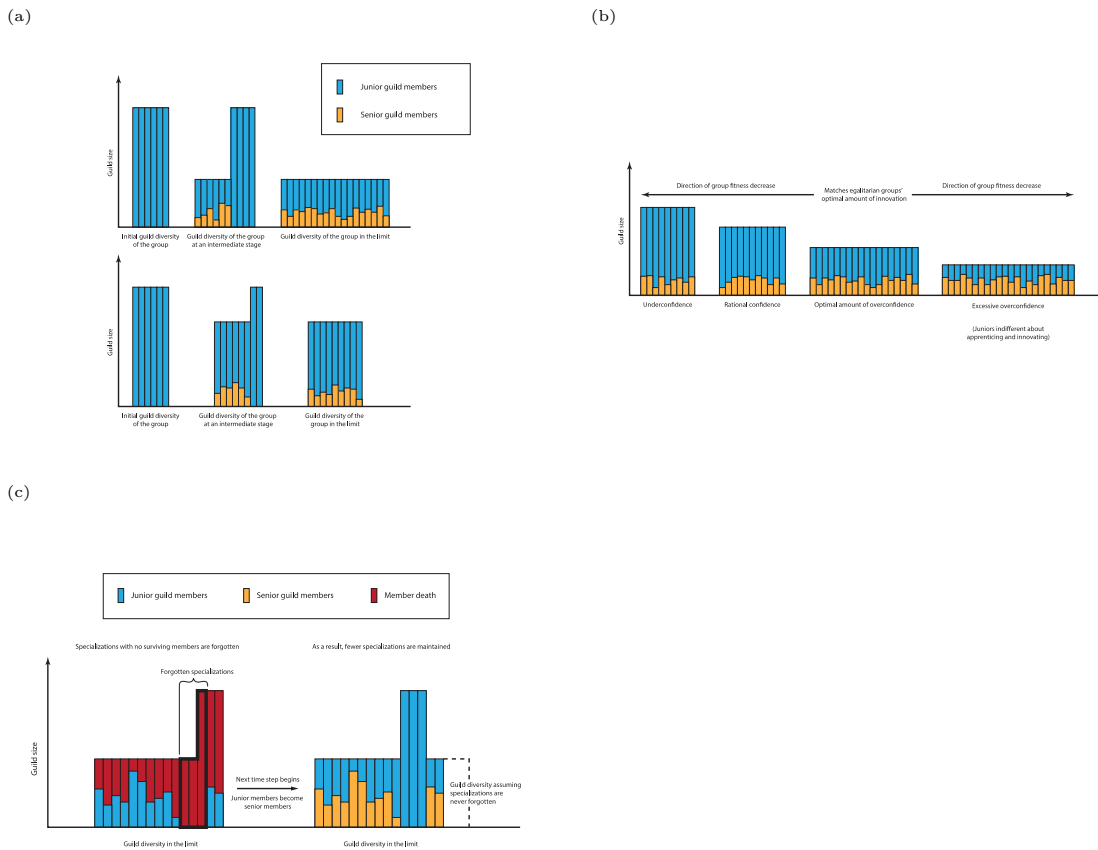 (a)
Junior guild members
Senior guild members
Guild size
Initial guild diversity
of the group
Guild diversity of the group
at an intermediate stage
Guild diversity of the group in the limit
Guild size
Initial guild diversity
of the group
Guild diversity of the group
at an intermediate stage
Guild diversity of the
group in the limit
(b)
Direction of group fitness decrease
Matches egalitarian groups'
optimal amount of innovation
Direction of group fitness decrease
Guild size
Underconfidence
Rational confidence
Optimal amount of overconfidence
Excessive overconfidence
(Juniors indifferent about
apprenticing and innovating)
(c)
Junior guild members
Senior guild members
Member death
Specializations with no surviving members are forgotten
As a result, fewer specializations are maintained
Forgotten specializations
Guild size
Next time step begins
Junior members become
senior members
Guild diversity assuming
specializations are
never forgotten
Guild diversity in the limit
Guild diversity in the limit